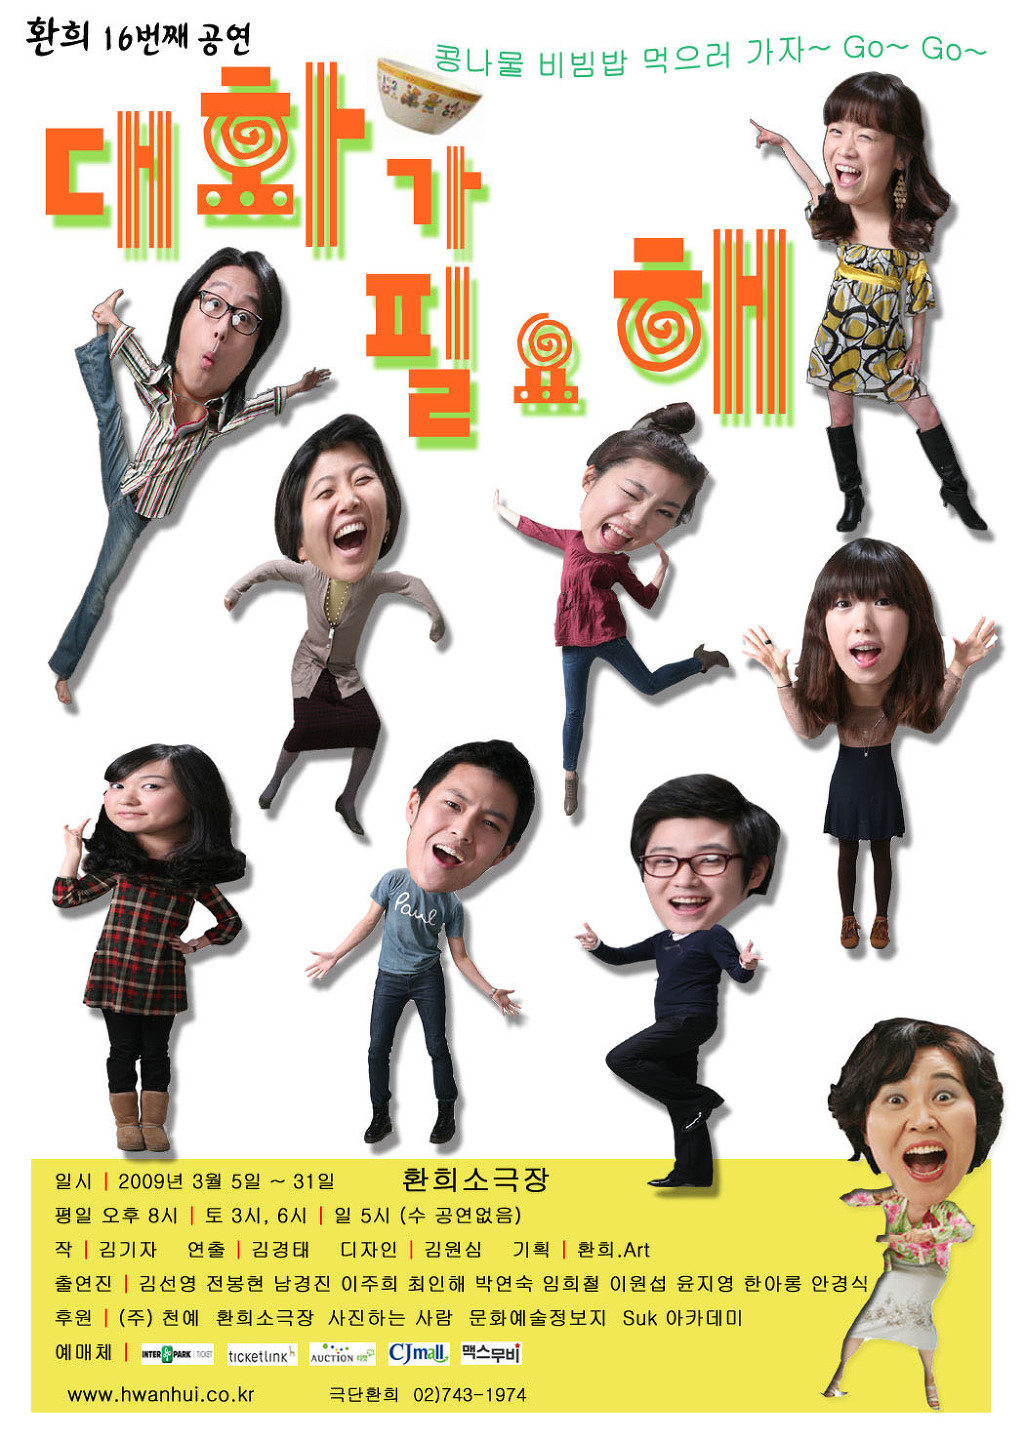 환희 16번째 공연
콩나물 비빔밥 먹으러 가자~ Go~ Go~
대화가
필요해
Paul
일시 | 2009년 3월 5일 ~ 31일 환희소극장
평일 오후 8시 | 토 3시, 6시 | 일 5시 (수 공연없음)
작 | 김기자 연출 | 김경태 디자인 | 김원심 기획 | 환희.Art
출연진 | 김선영 전봉현 남경진 이주희 최인해 박연숙 임희철 이원섭 윤지영 한아롱 안경식
후원 | (주) 천예 환희소극장 사진하는 사람 문화예술정보지 Suk 아카데미
예매체 | INTERPARK TICKET ticketlink AUCTION 티켓 CJmall 맥스무비
www.hwanhui.co.kr 극단환희 02)743-1974